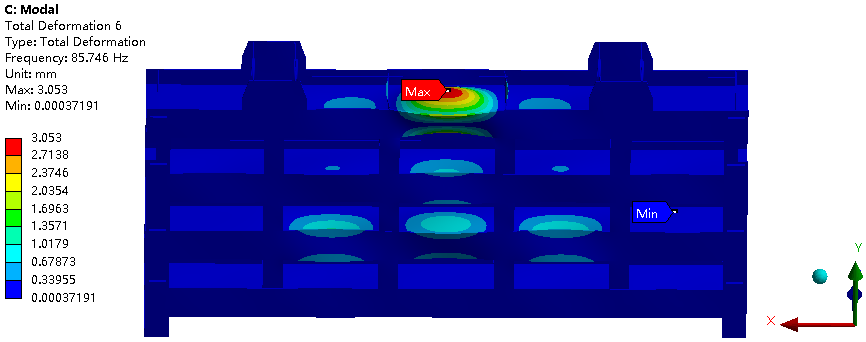 C: Modal
Total Deformation 6
Type: Total Deformation
Frequency: 85.746 Hz
Unit: mm
Max: 3.053
Min: 0.00037191
3.053
2.7138
2.3746
2.0354
1.6963
1.3571
1.0179
0.67873
0.33955
0.00037191
Max
Min
Y
X